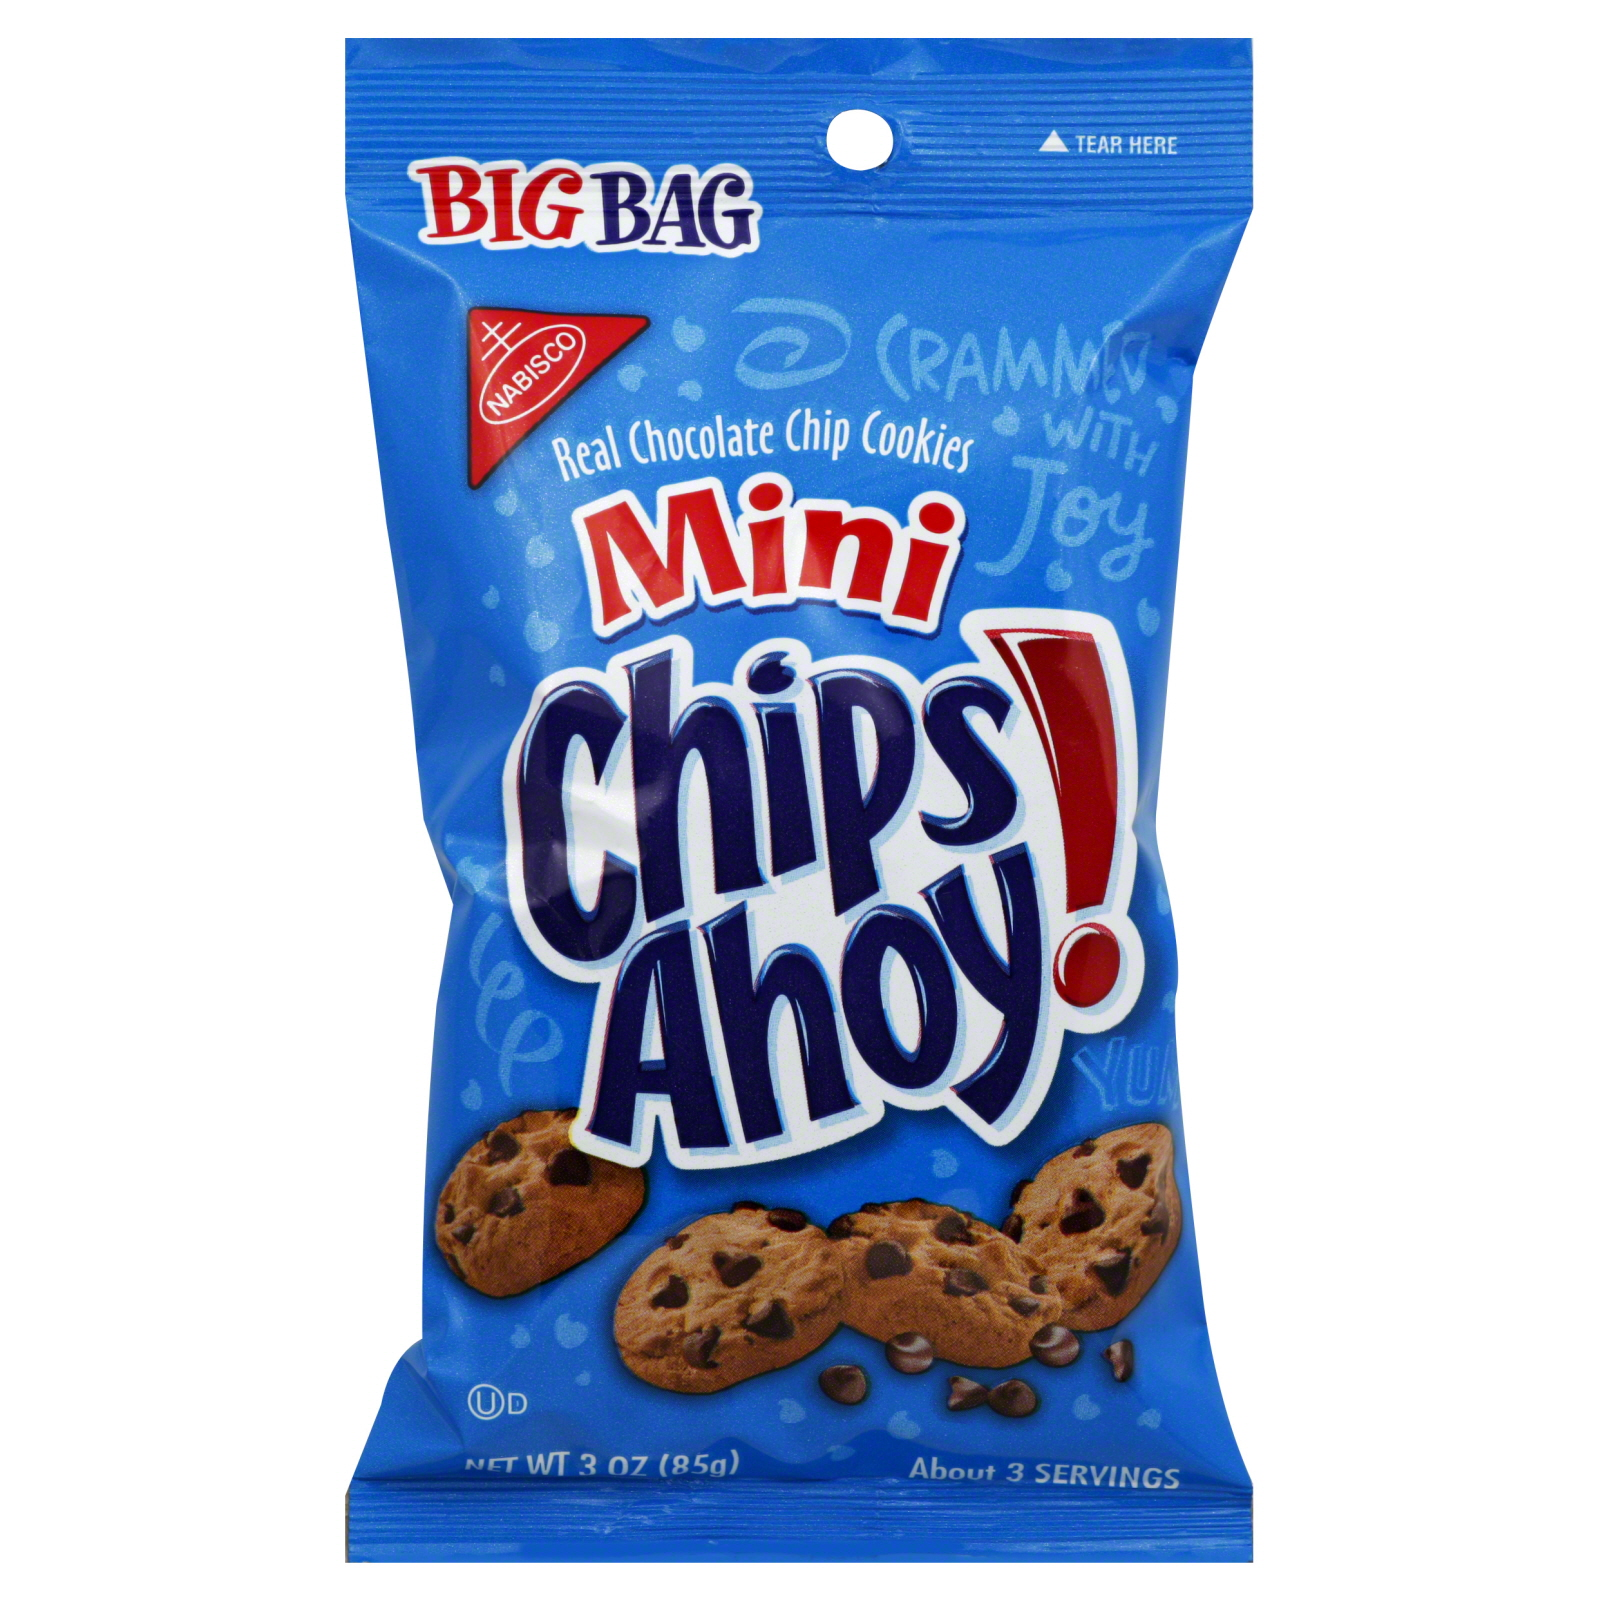 TEAR HERE
BIG BAG
NABISCO
CRAMM'D
WITH
Joy
Real Chocolate Chip Cookies
Mini
Chips
Ahoy!
U D
NET WT 3 OZ (85g)
About 3 SERVINGS